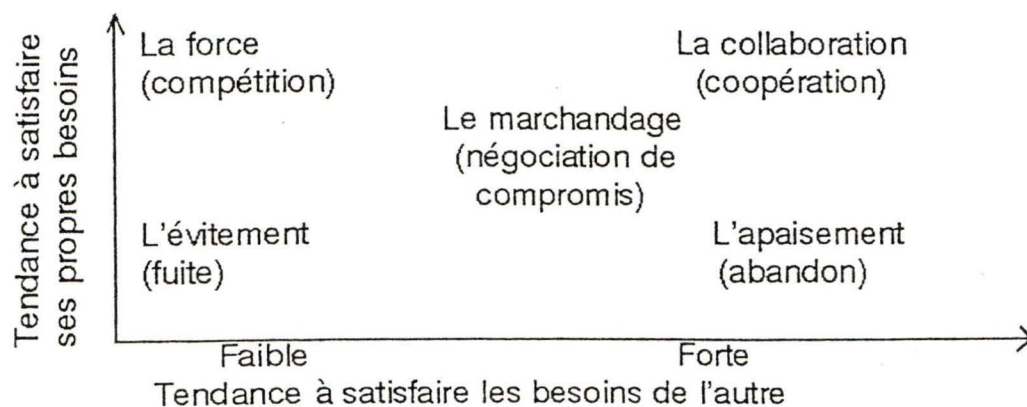 Tendance à satisfaire
ses propres besoins
La force
(compétition)
La collaboration
(coopération)
Le marchandage
(négociation de
compromis)
L'évitement
(fuite)
L'apaisement
(abandon)
Faible
Forte
Tendance à satisfaire les besoins de l'autre